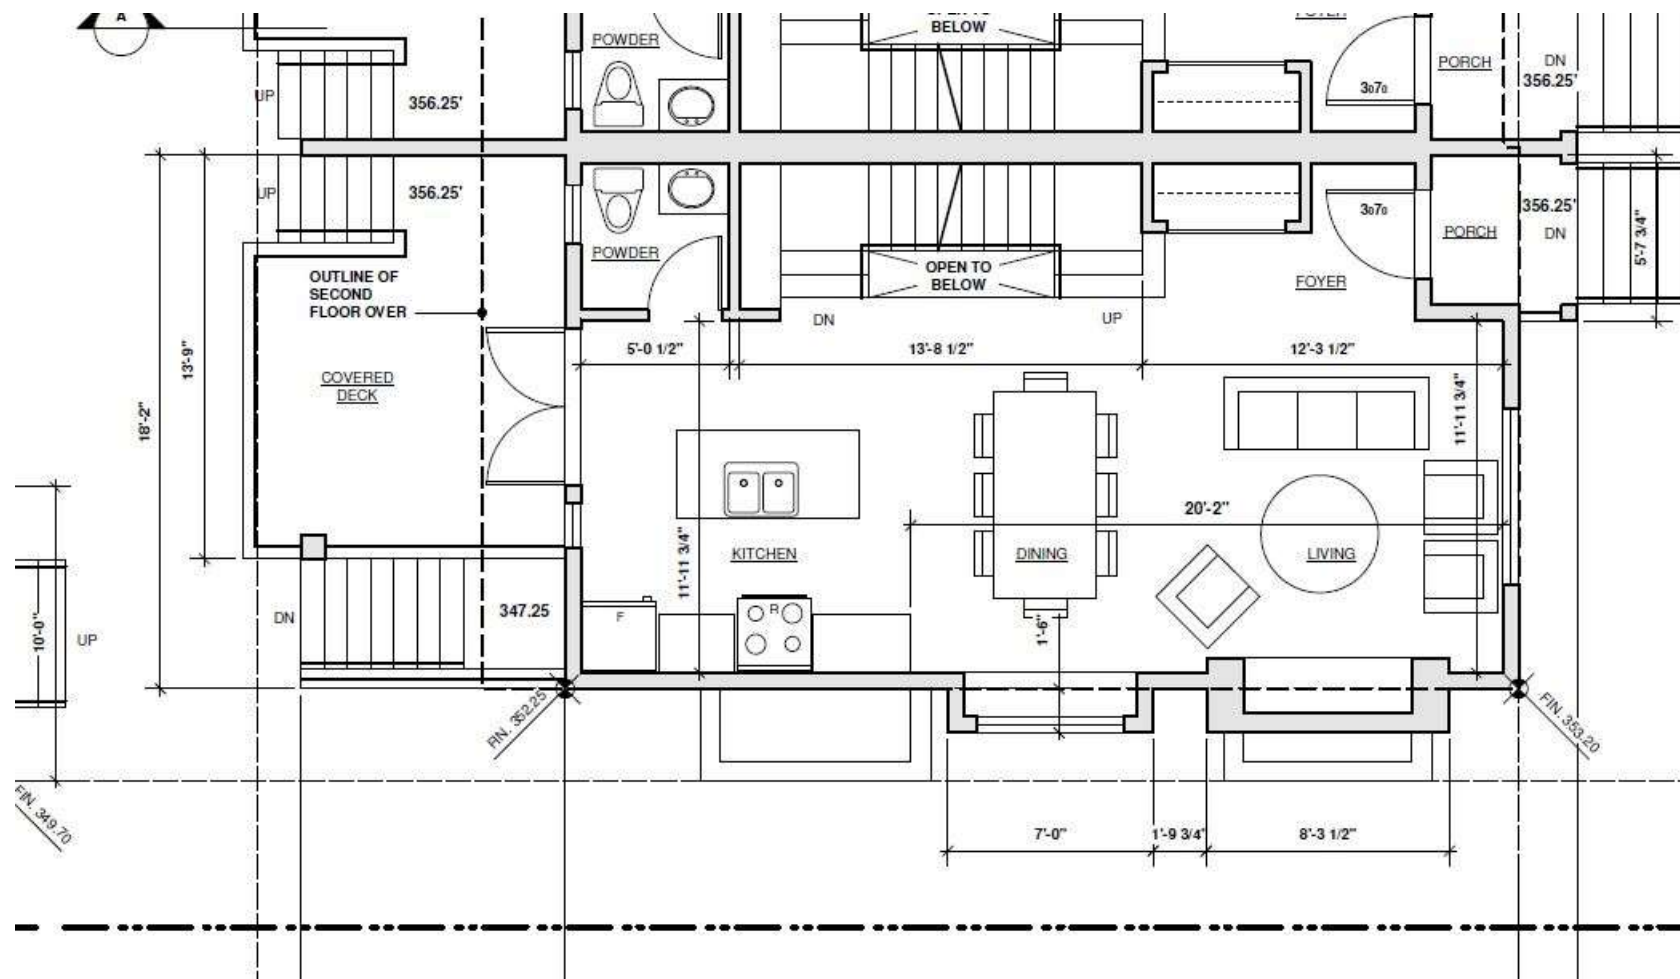 A
POWDER
BELOW
PORCH
DN
356.25'
UP
356.25'
3070
UP
356.25'
3070
356.25'
POWDER
PORCH
DN
5'-7 3/4"
OUTLINE OF
SECOND
FLOOR OVER
OPEN TO
BELOW
FOYER
DN
UP
13'-9"
5'-0 1/2"
13'-8 1/2"
12'-3 1/2"
COVERED
DECK
18'-2"
11'-11 3/4"
20'-2"
11'-11 3/4"
KITCHEN
DINING
LIVING
10'-0"
UP
DN
347.25
F
R
1'-6"
FIN. 352.25
FIN. 353.20
FIN. 349.70
7'-0"
1'-9 3/4"
8'-3 1/2"